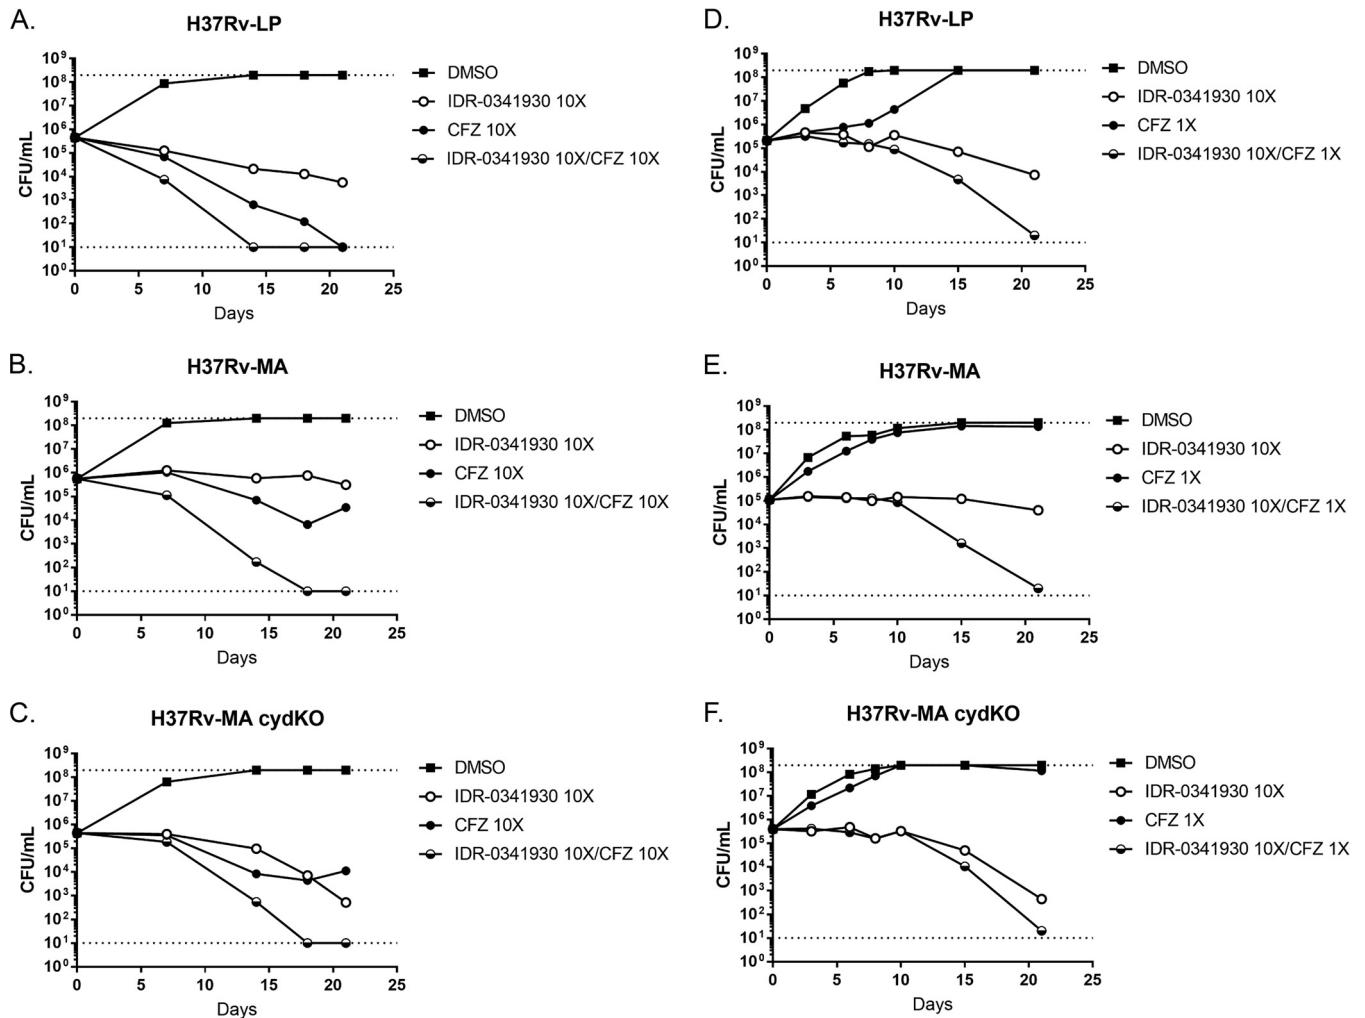 A.
H37Rv-LP
CFU/mL
10⁹
10⁸
10⁷
10⁶
10⁵
10⁴
10³
10²
10¹
10⁰
0 5 10 15 20 25
Days
DMSO
IDR-0341930 10X
CFZ 10X
IDR-0341930 10X/CFZ 10X
D.
H37Rv-LP
CFU/mL
10⁹
10⁸
10⁷
10⁶
10⁵
10⁴
10³
10²
10¹
10⁰
0 5 10 15 20 25
Days
DMSO
IDR-0341930 10X
CFZ 1X
IDR-0341930 10X/CFZ 1X
B.
H37Rv-MA
CFU/mL
10⁹
10⁸
10⁷
10⁶
10⁵
10⁴
10³
10²
10¹
10⁰
0 5 10 15 20 25
Days
DMSO
IDR-0341930 10X
CFZ 10X
IDR-0341930 10X/CFZ 10X
E.
H37Rv-MA
CFU/mL
10⁹
10⁸
10⁷
10⁶
10⁵
10⁴
10³
10²
10¹
10⁰
0 5 10 15 20 25
Days
DMSO
IDR-0341930 10X
CFZ 1X
IDR-0341930 10X/CFZ 1X
C.
H37Rv-MA cydKO
CFU/mL
10⁹
10⁸
10⁷
10⁶
10⁵
10⁴
10³
10²
10¹
10⁰
0 5 10 15 20 25
Days
DMSO
IDR-0341930 10X
CFZ 10X
IDR-0341930 10X/CFZ 10X
F.
H37Rv-MA cydKO
CFU/mL
10⁹
10⁸
10⁷
10⁶
10⁵
10⁴
10³
10²
10¹
10⁰
0 5 10 15 20 25
Days
DMSO
IDR-0341930 10X
CFZ 1X
IDR-0341930 10X/CFZ 1X